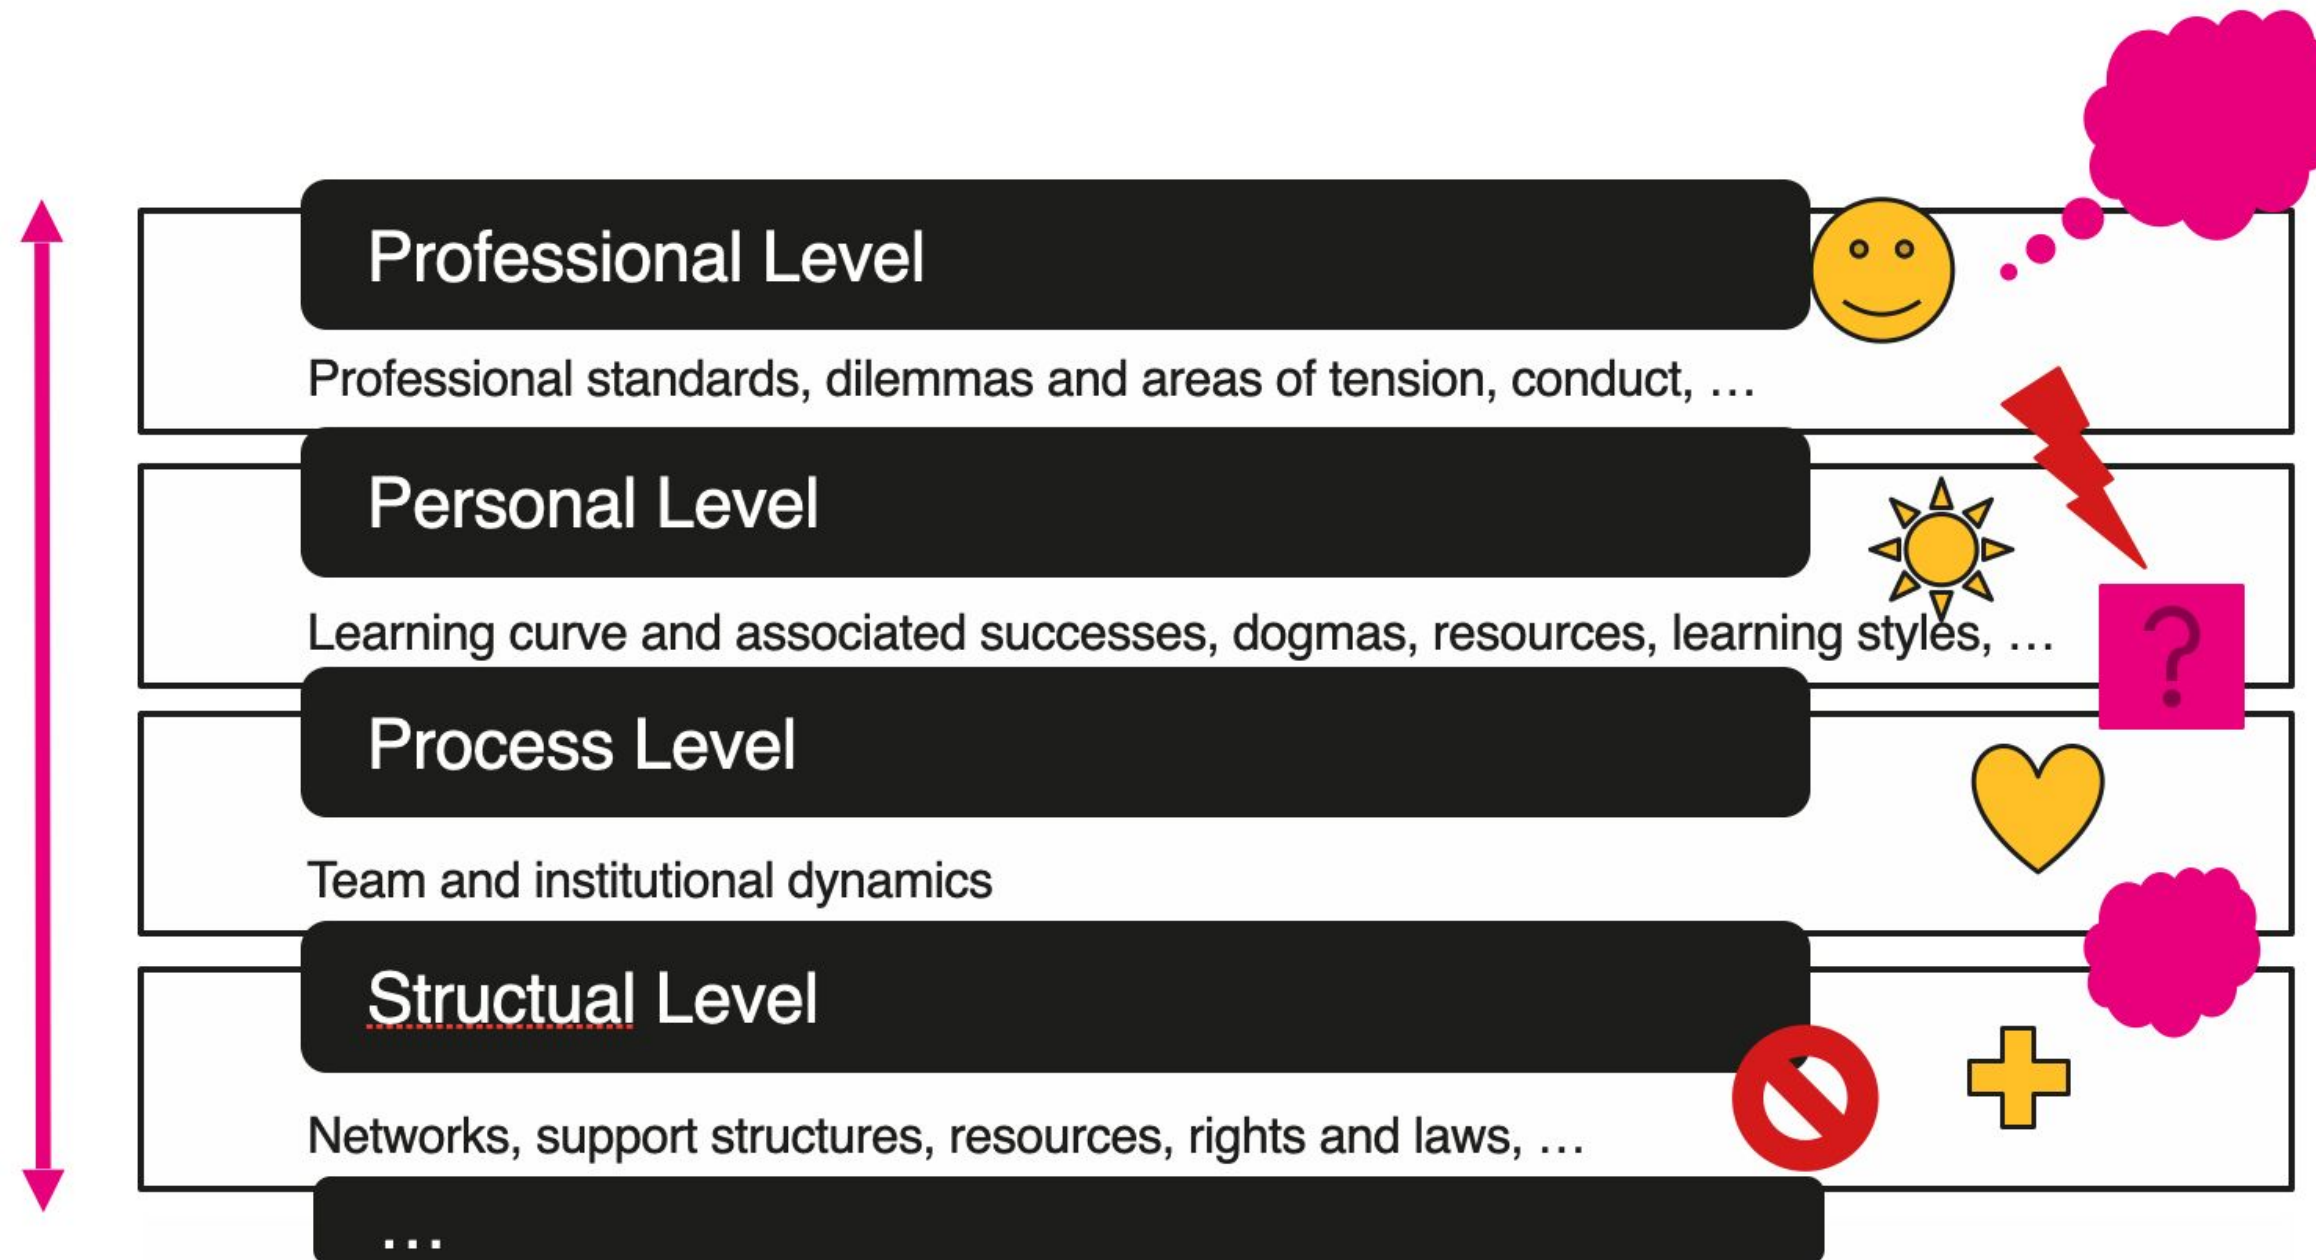 Professional Level
Professional standards, dilemmas and areas of tension, conduct, …
Personal Level
Learning curve and associated successes, dogmas, resources, learning styles, …
?
Process Level
Team and institutional dynamics
Structual Level
Networks, support structures, resources, rights and laws, …
…